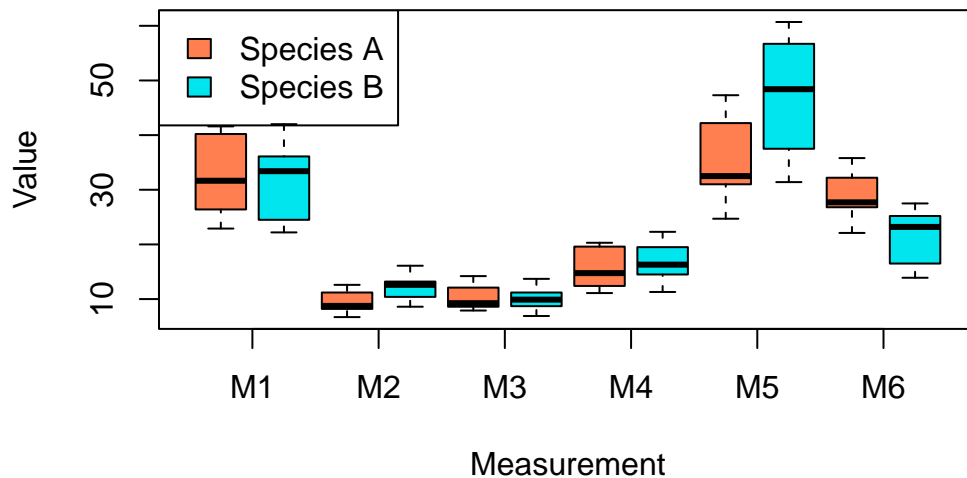 Species A
Species B
Value
50
30
10
M1 M2 M3 M4 M5 M6
Measurement